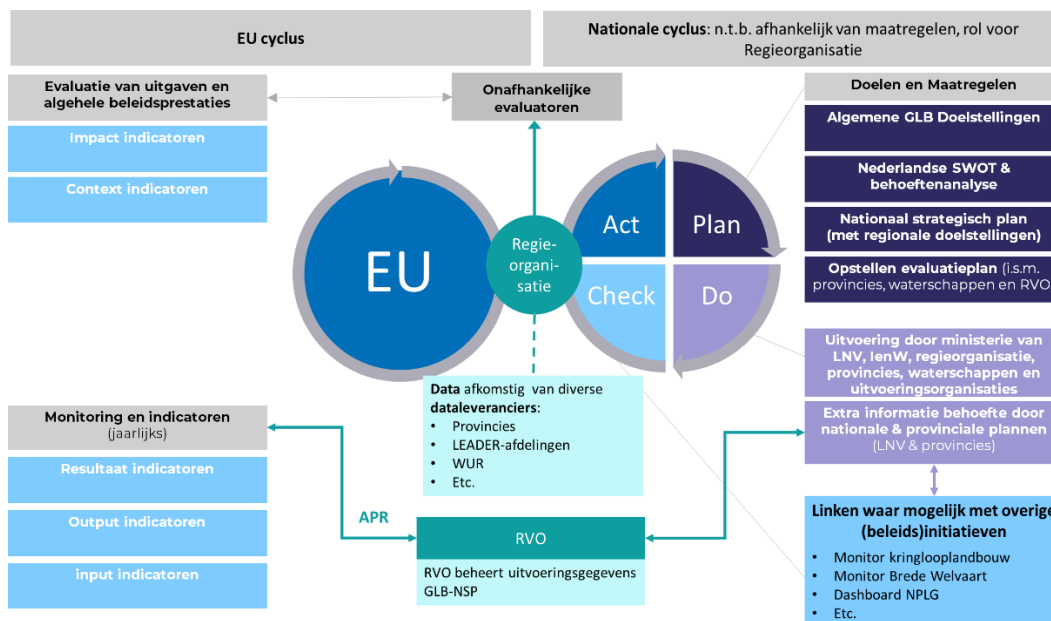 EU cyclus
Nationale cyclus: n.t.b. afhankelijk van maatregelen, rol voor
Regieorganisatie
Evaluatie van uitgaven en
algehele beleidsprestaties
Impact indicatoren
Context indicatoren
Onafhankelijke
evaluatoren
Doelen en Maatregelen
Algemene GLB Doelstellingen
Nederlandse SWOT &
behoeftenanalyse
Nationaal strategisch plan
(met regionale doelstellingen)
Opstellen evaluatieplan (i.s.m.
provincies, waterschappen en RVO
EU
Regie-
organi-
satie
Act
Plan
Check
Do
Uitvoering door ministerie van
LNV, IenW, regieorganisatie,
provincies, waterschappen en
uitvoeringsorganisaties
Extra informatie behoefte door
nationale & provinciale plannen
(LNV & provincies)
Data afkomstig van diverse
dataleveranciers:
• Provincies
• LEADER-afdelingen
• WUR
• Etc.
Monitoring en indicatoren
(jaarlijks)
Resultaat indicatoren
Output indicatoren
input indicatoren
APR
RVO
RVO beheert uitvoeringsgegevens
GLB-NSP
Linken waar mogelijk met overige
(beleids)initiatieven
• Monitor kringlooplandbouw
• Monitor Brede Welvaart
• Dashboard NPLG
• Etc.